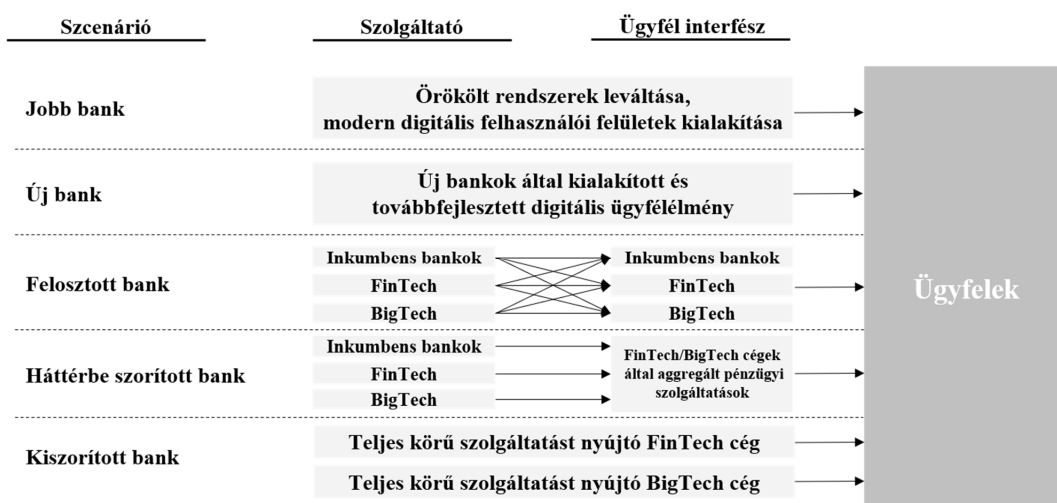 Szcenárió
Szolgáltató
Ügyfél interfész
Jobb bank
Örökölt rendszerek leváltása,
modern digitális felhasználói felületek kialakítása
Új bank
Új bankok által kialakított és
továbbfejlesztett digitális ügyfélélmény
Felosztott bank
Inkumbens bankok
FinTech
BigTech
Inkumbens bankok
FinTech
BigTech
Háttérbe szorított bank
Inkumbens bankok
FinTech
BigTech
FinTech/BigTech cégek
által aggregált pénzügyi
szolgáltatások
Kiszorított bank
Teljes körű szolgáltatást nyújtó FinTech cég
Teljes körű szolgáltatást nyújtó BigTech cég
Ügyfelek